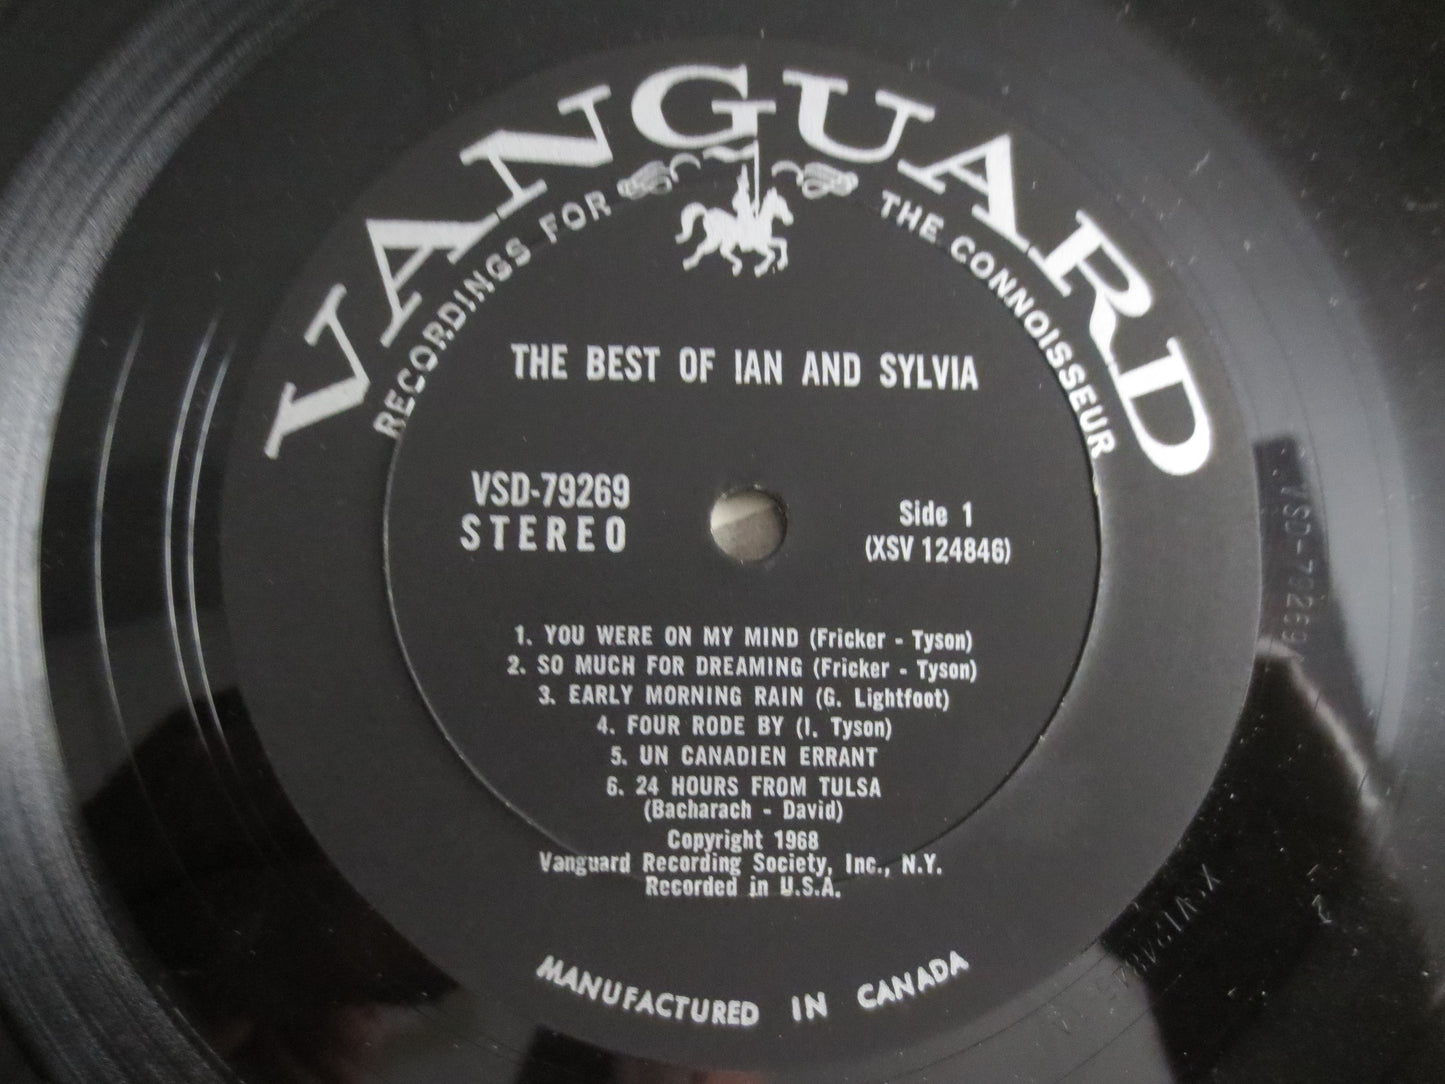 VANGUARD
RECORDINGS FOR THE CONNOISSEUR
THE BEST OF IAN AND SYLVIA
VSD-79269
STEREO
Side 1
(XSV 124846)
1. YOU WERE ON MY MIND (Fricker - Tyson)
2. SO MUCH FOR DREAMING (Fricker - Tyson)
3. EARLY MORNING RAIN (G. Lightfoot)
4. FOUR RODE BY (I. Tyson)
5. UN CANADIEN ERRANT
6. 24 HOURS FROM TULSA
(Bacharach - David)
Copyright 1968
Vanguard Recording Society, Inc., N.Y.
Recorded in U.S.A.
MANUFACTURED IN CANADA
VSD-79269